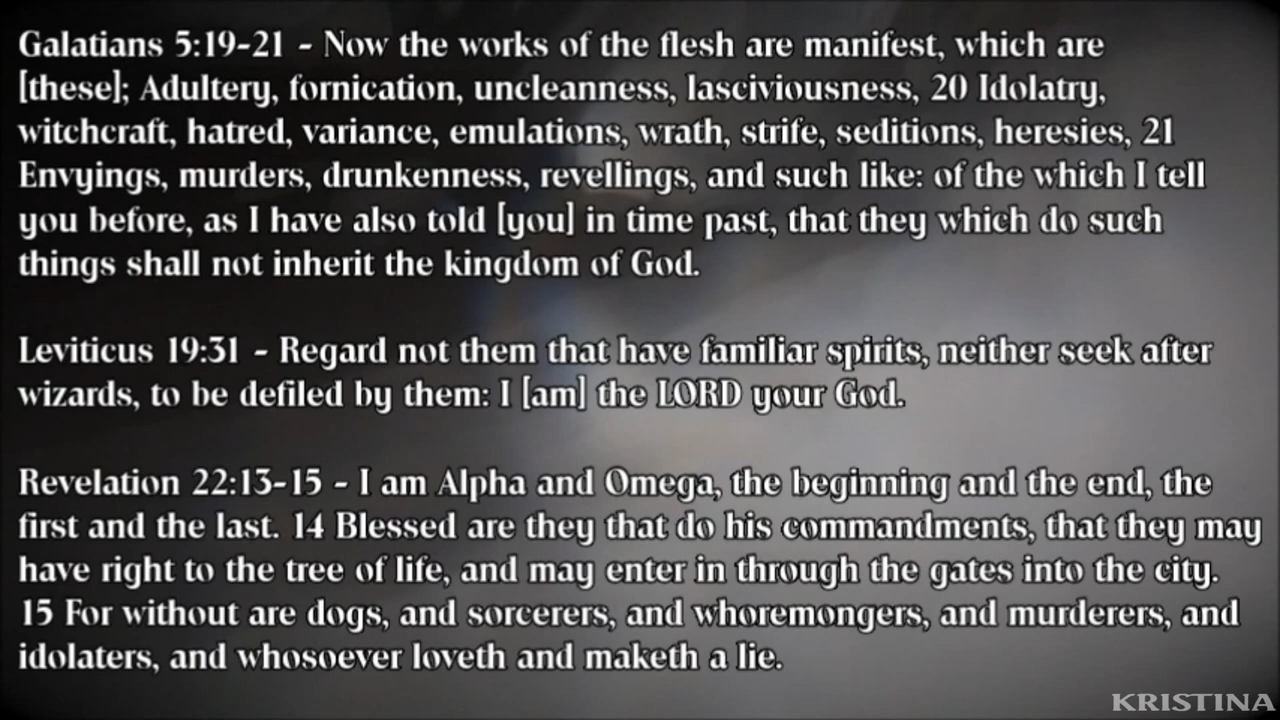 Galatians 5:19-21 - Now the works of the flesh are manifest, which are
[these]; Adultery, fornication, uncleanness, lasciviousness, 20 Idolatry,
witchcraft, hatred, variance, emulations, wrath, strife, seditions, heresies, 21
Envyings, murders, drunkenness, revellings, and such like: of the which I tell
you before, as I have also told [you] in time past, that they which do such
things shall not inherit the kingdom of God.
Leviticus 19:31 - Regard not them that have familiar spirits, neither seek after
wizards, to be defiled by them: I [am] the LORD your God.
Revelation 22:13-15 - I am Alpha and Omega, the beginning and the end, the
first and the last. 14 Blessed are they that do his commandments, that they may
have right to the tree of life, and may enter in through the gates into the city.
15 For without are dogs, and sorcerers, and whoremongers, and murderers, and
idolaters, and whosoever loveth and maketh a lie.
KRISTINA